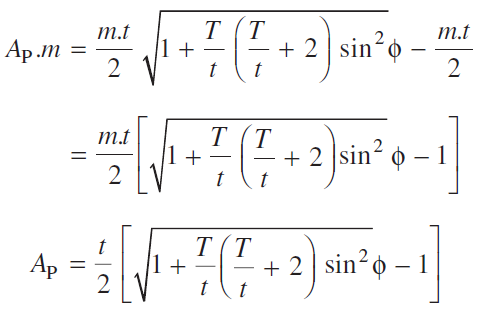 A_P.m = \frac{m.t}{2} \sqrt{1 + \frac{T}{t} \left( \frac{T}{t} + 2 \right) \sin^2 \phi} - \frac{m.t}{2}
= \frac{m.t}{2} \left[ \sqrt{1 + \frac{T}{t} \left( \frac{T}{t} + 2 \right) \sin^2 \phi} - 1 \right]
A_P = \frac{t}{2} \left[ \sqrt{1 + \frac{T}{t} \left( \frac{T}{t} + 2 \right) \sin^2 \phi} - 1 \right]